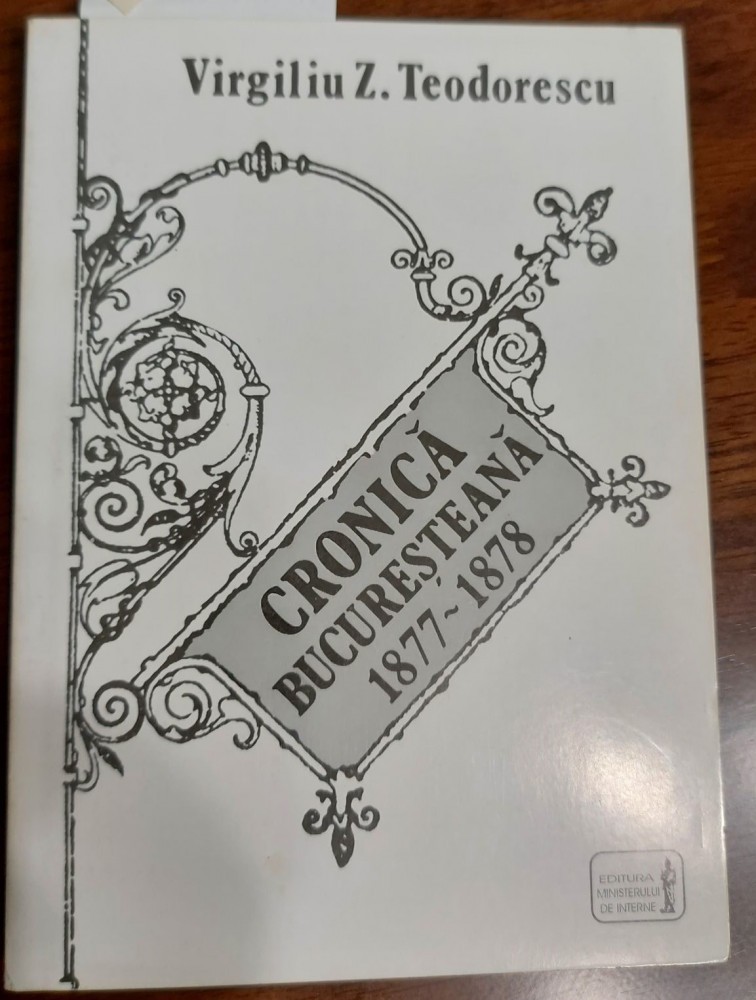 Virgiliu Z. Teodorescu
CRONICĂ
BUCUREȘTEANĂ
1877~1878
EDITURA
MINISTERULUI
DE INTERNE